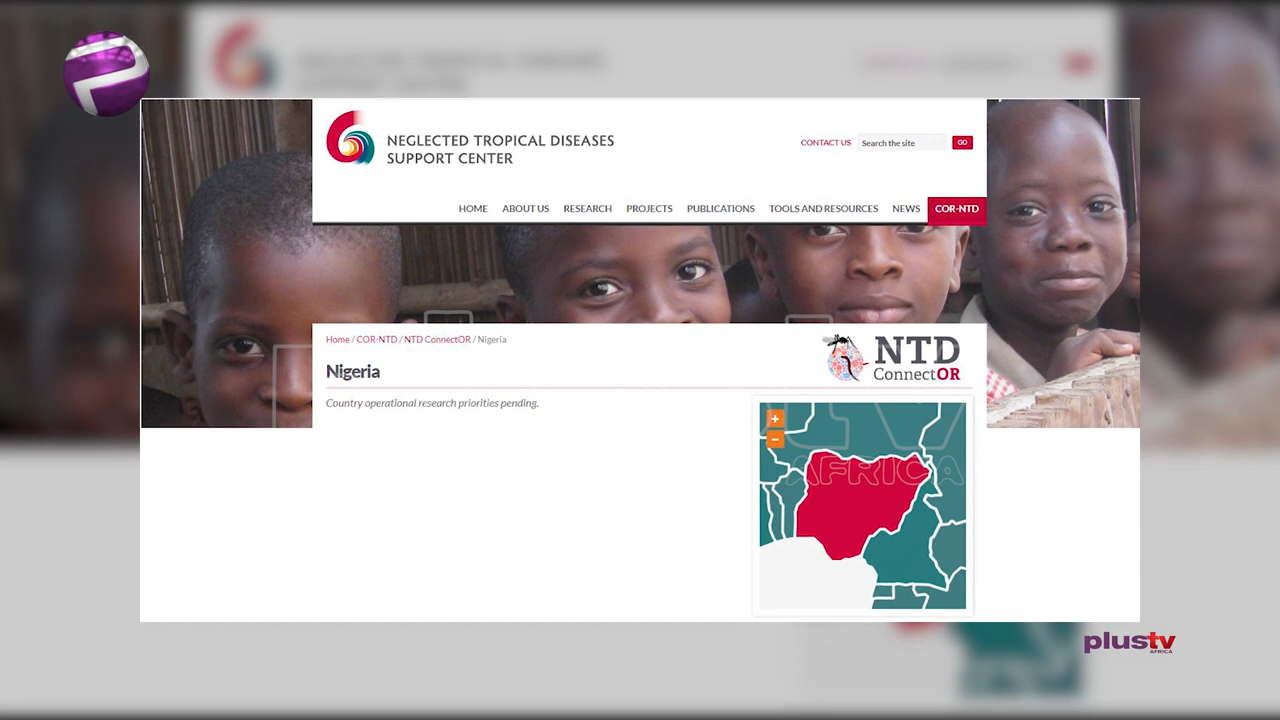 NEGLECTED TROPICAL DISEASES
SUPPORT CENTER
CONTACT US
Search the site
GO
HOME
ABOUT US
RESEARCH
PROJECTS
PUBLICATIONS
TOOLS AND RESOURCES
NEWS
COR-NTD
Home / COR-NTD / NTD ConnectOR / Nigeria
NTD
ConnectOR
Nigeria
Country operational research priorities pending.
+
−
TV
AFRICA
plustv
AFRICA